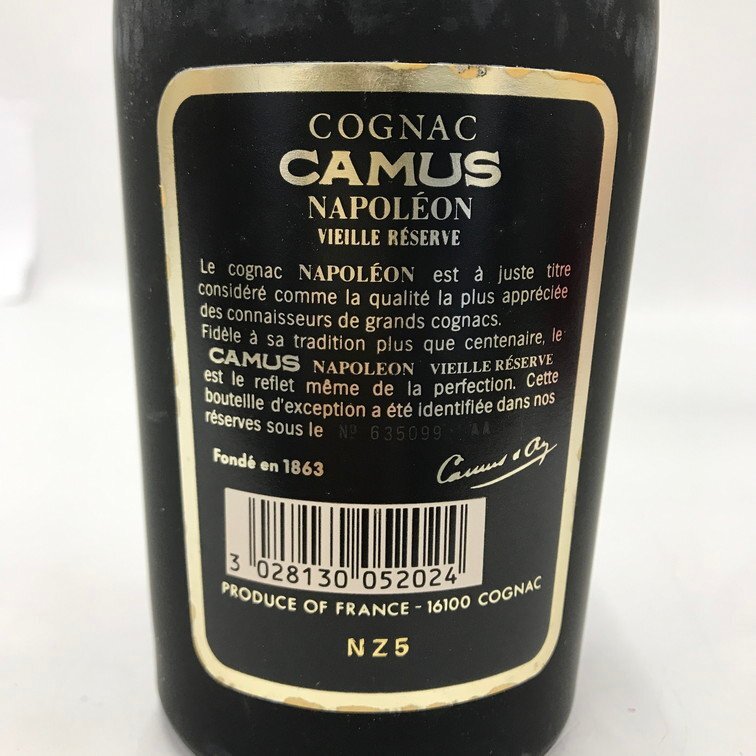 COGNAC
CAMUS
NAPOLÉON
VIEILLE RÉSERVE
Le cognac NAPOLÉON est à juste titre
considéré comme la qualité la plus appréciée
des connaisseurs de grands cognacs.
Fidèle à sa tradition plus que centenaire, le
CAMUS NAPOLEON VIEILLE RÉSERVE
est le reflet même de la perfection. Cette
bouteille d'exception a été identifiée dans nos
réserves sous le Nº 635099 AA
Fondé en 1863
3 028130 052024
PRODUCE OF FRANCE - 16100 COGNAC
NZ5